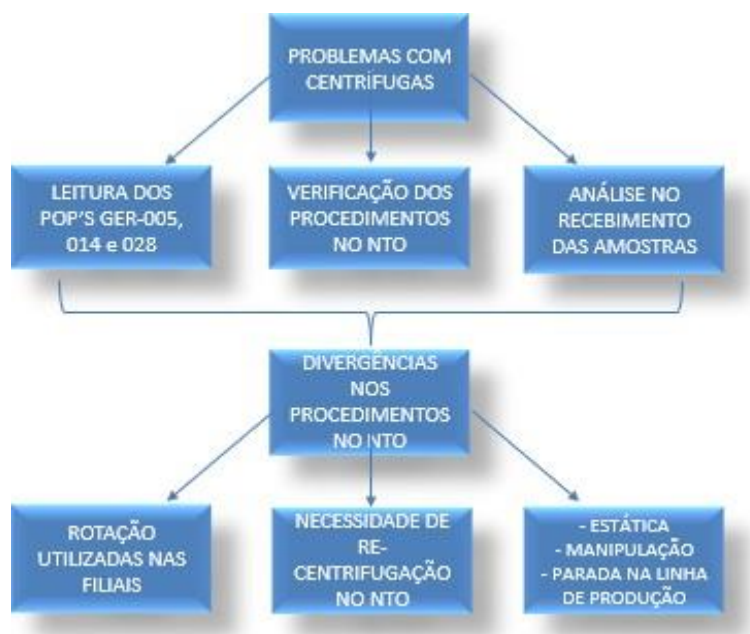 PROBLEMAS COM
CENTRÍFUGAS
LEITURA DOS
POP'S GER-005,
014 e 028
VERIFICAÇÃO DOS
PROCEDIMENTOS
NO NTO
ANÁLISE NO
RECEBIMENTO
DAS AMOSTRAS
DIVERGÊNCIAS
NOS
PROCEDIMENTOS
NO NTO
ROTAÇÃO
UTILIZADAS NAS
FILIAIS
NECESSIDADE DE
RE-
CENTRIFUGAÇÃO
NO NTO
- ESTÁTICA
- MANIPULAÇÃO
- PARADA NA LINHA
DE PRODUÇÃO